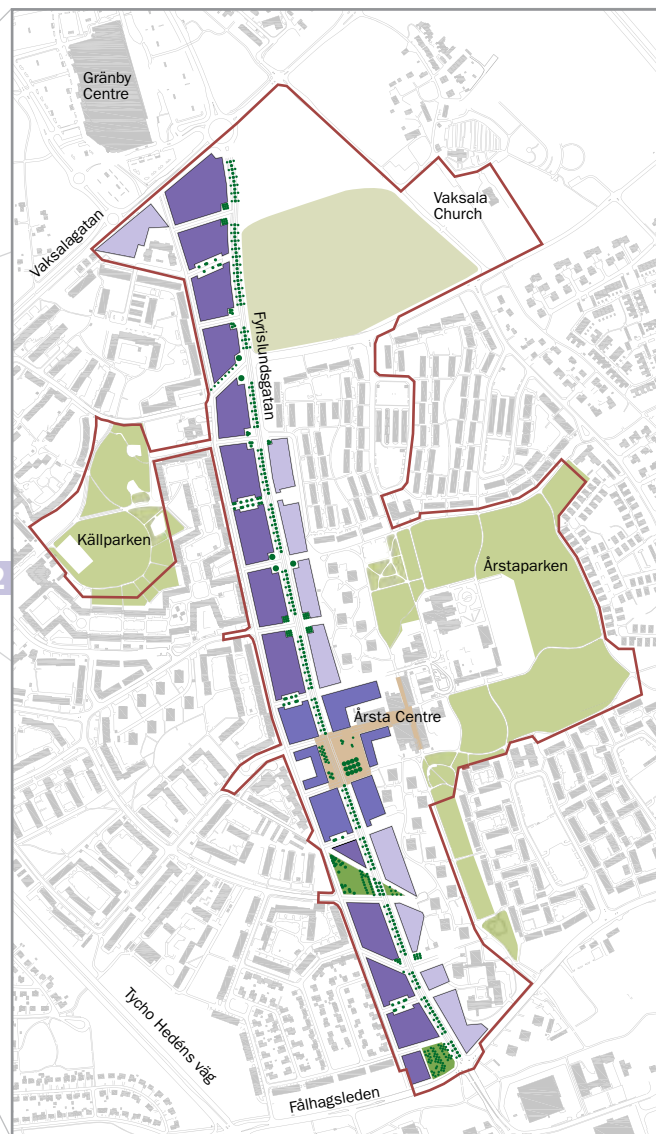 Gränby
Centre
Vaksala
Church
Vaksalagatan
Fyrislundsgatan
Källparken
Årstaparken
Årsta Centre
Tycho Hedéns väg
Fålhagsleden